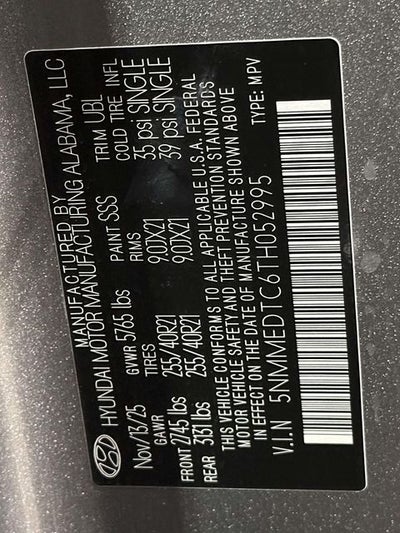 MANUFACTURED BY
HYUNDAI MOTOR MANUFACTURING ALABAMA, LLC
Nov/13/25 PAINT SSS TRIM UBL
GVWR 5765 lbs
GAWR TIRES RIMS COLD TIRE INFL
FRONT 2745 lbs 255/40R21 9.0JX21 35 psi SINGLE
REAR 3131 lbs 255/40R21 9.0JX21 39 psi SINGLE
THIS VEHICLE CONFORMS TO ALL APPLICABLE U.S.A. FEDERAL
MOTOR VEHICLE SAFETY AND THEFT PREVENTION STANDARDS
IN EFFECT ON THE DATE OF MANUFACTURE SHOWN ABOVE
V.I.N 5NMMEDTC6TH052995 TYPE: MPV